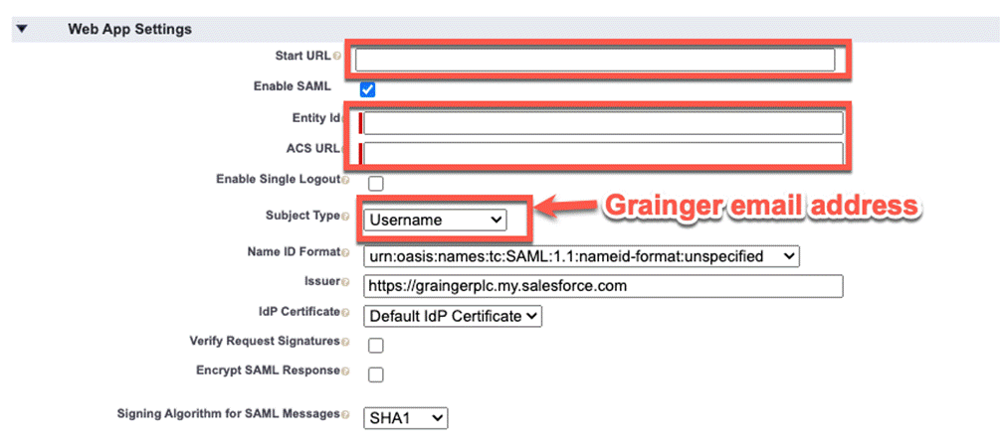 Web App Settings
Start URL
Enable SAML
Entity Id
ACS URL
Enable Single Logout
Subject Type Username Grainger email address
Name ID Format urn:oasis:names:tc:SAML:1.1:nameid-format:unspecified
Issuer https://graingerplc.my.salesforce.com
IdP Certificate Default IdP Certificate
Verify Request Signatures
Encrypt SAML Response
Signing Algorithm for SAML Messages SHA1